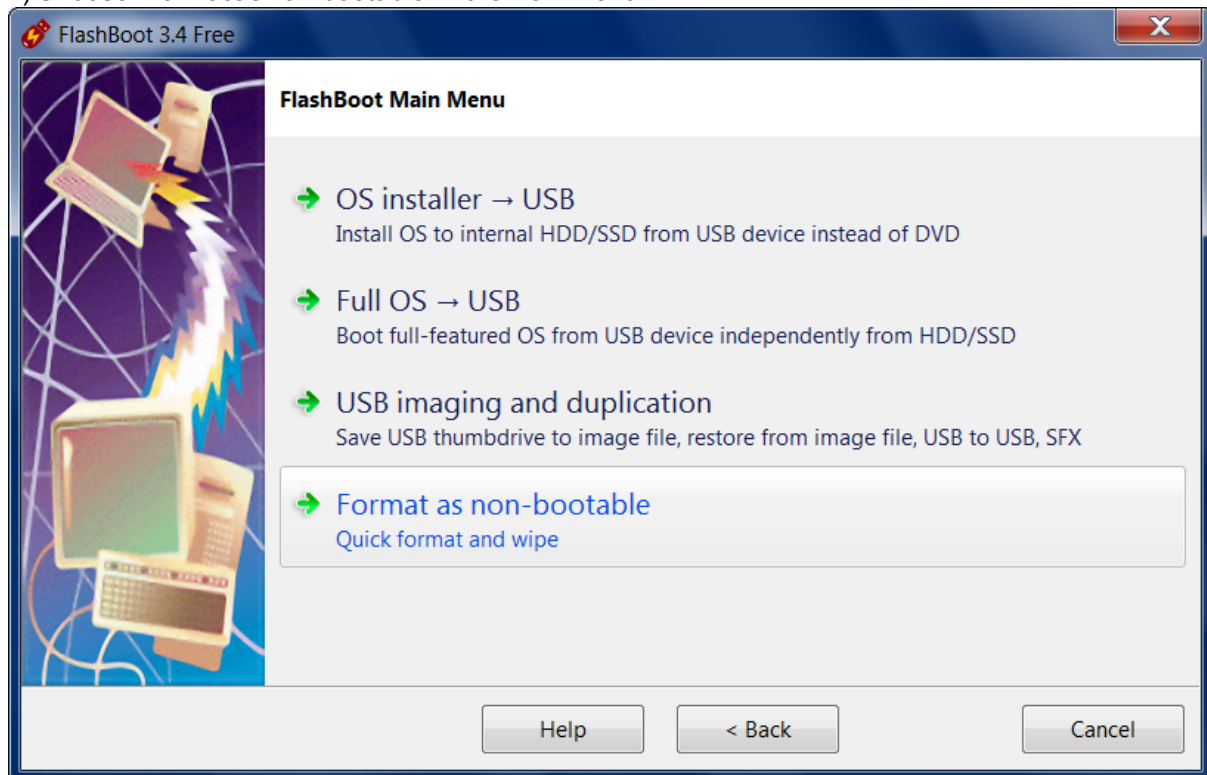 FlashBoot 3.4 Free
FlashBoot Main Menu
OS installer → USB
Install OS to internal HDD/SSD from USB device instead of DVD
Full OS → USB
Boot full-featured OS from USB device independently from HDD/SSD
USB imaging and duplication
Save USB thumbdrive to image file, restore from image file, USB to USB, SFX
Format as non-bootable
Quick format and wipe
Help
< Back
Cancel